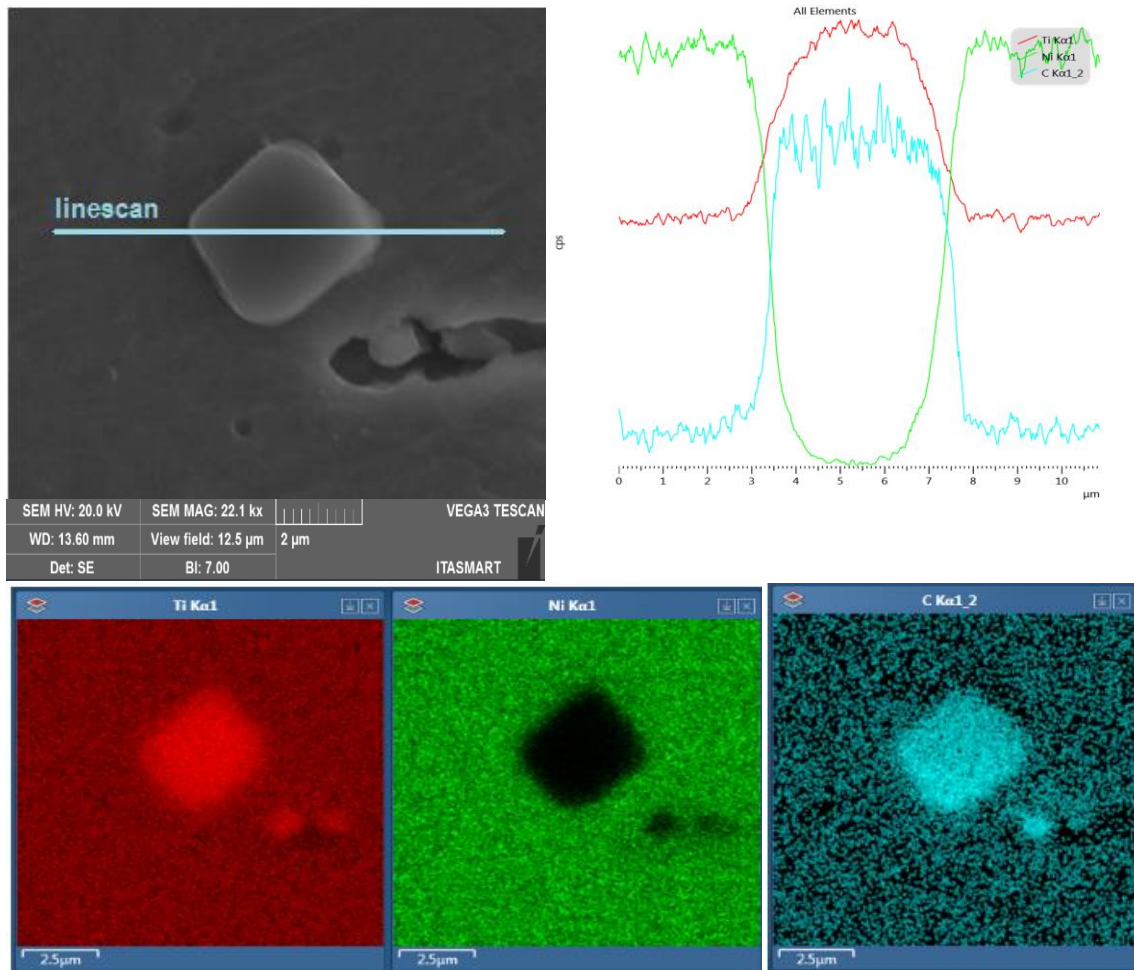 linescan
SEM HV: 20.0 kV
SEM MAG: 22.1 kx
VEGA3 TESCAN
WD: 13.60 mm
View field: 12.5 µm
2 µm
Det: SE
BI: 7.00
ITASMART
All Elements
Ti Kα1
Ni Kα1
C Kα1_2
cps
0 1 2 3 4 5 6 7 8 9 10
µm
Ti Kα1
2.5µm
Ni Kα1
2.5µm
C Kα1_2
2.5µm